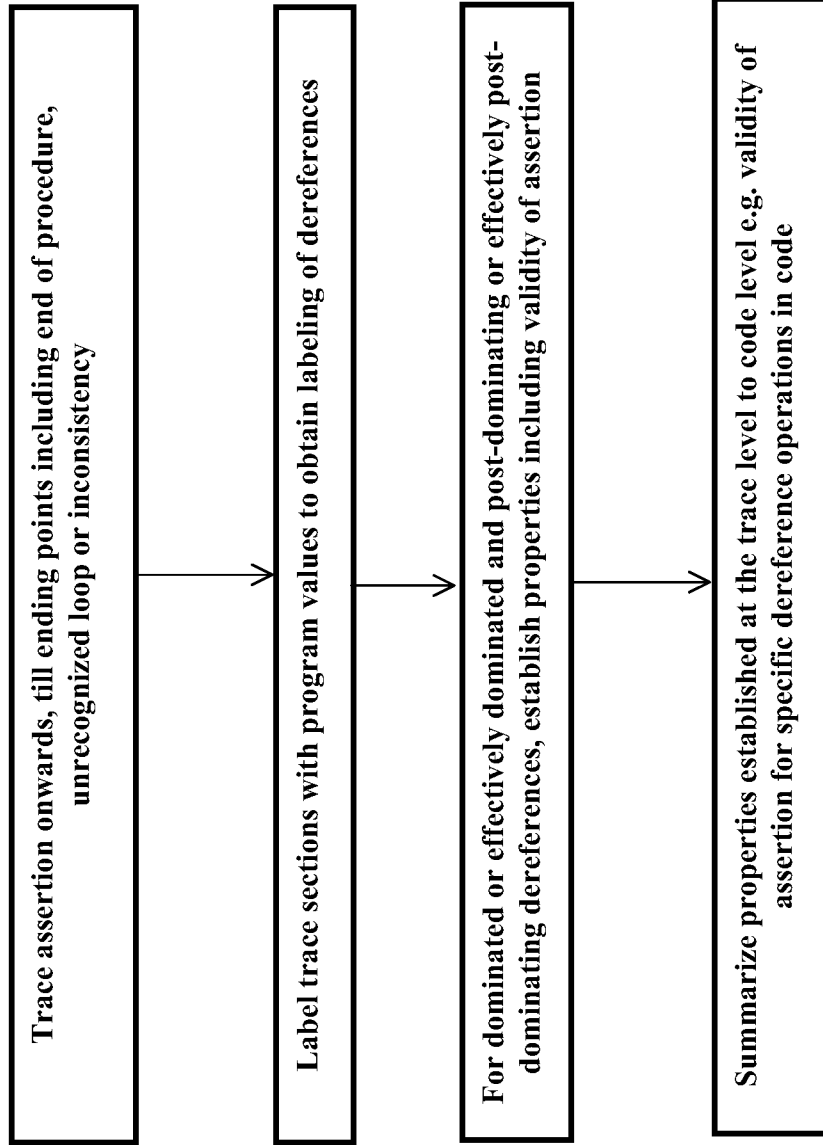 Trace assertion onwards, till ending points including end of procedure,
unrecognized loop or inconsistency
Label trace sections with program values to obtain labeling of dereferences
For dominated or effectively dominated and post-dominating or effectively post-
dominating dereferences, establish properties including validity of assertion
Summarize properties established at the trace level to code level e.g. validity of
assertion for specific dereference operations in code